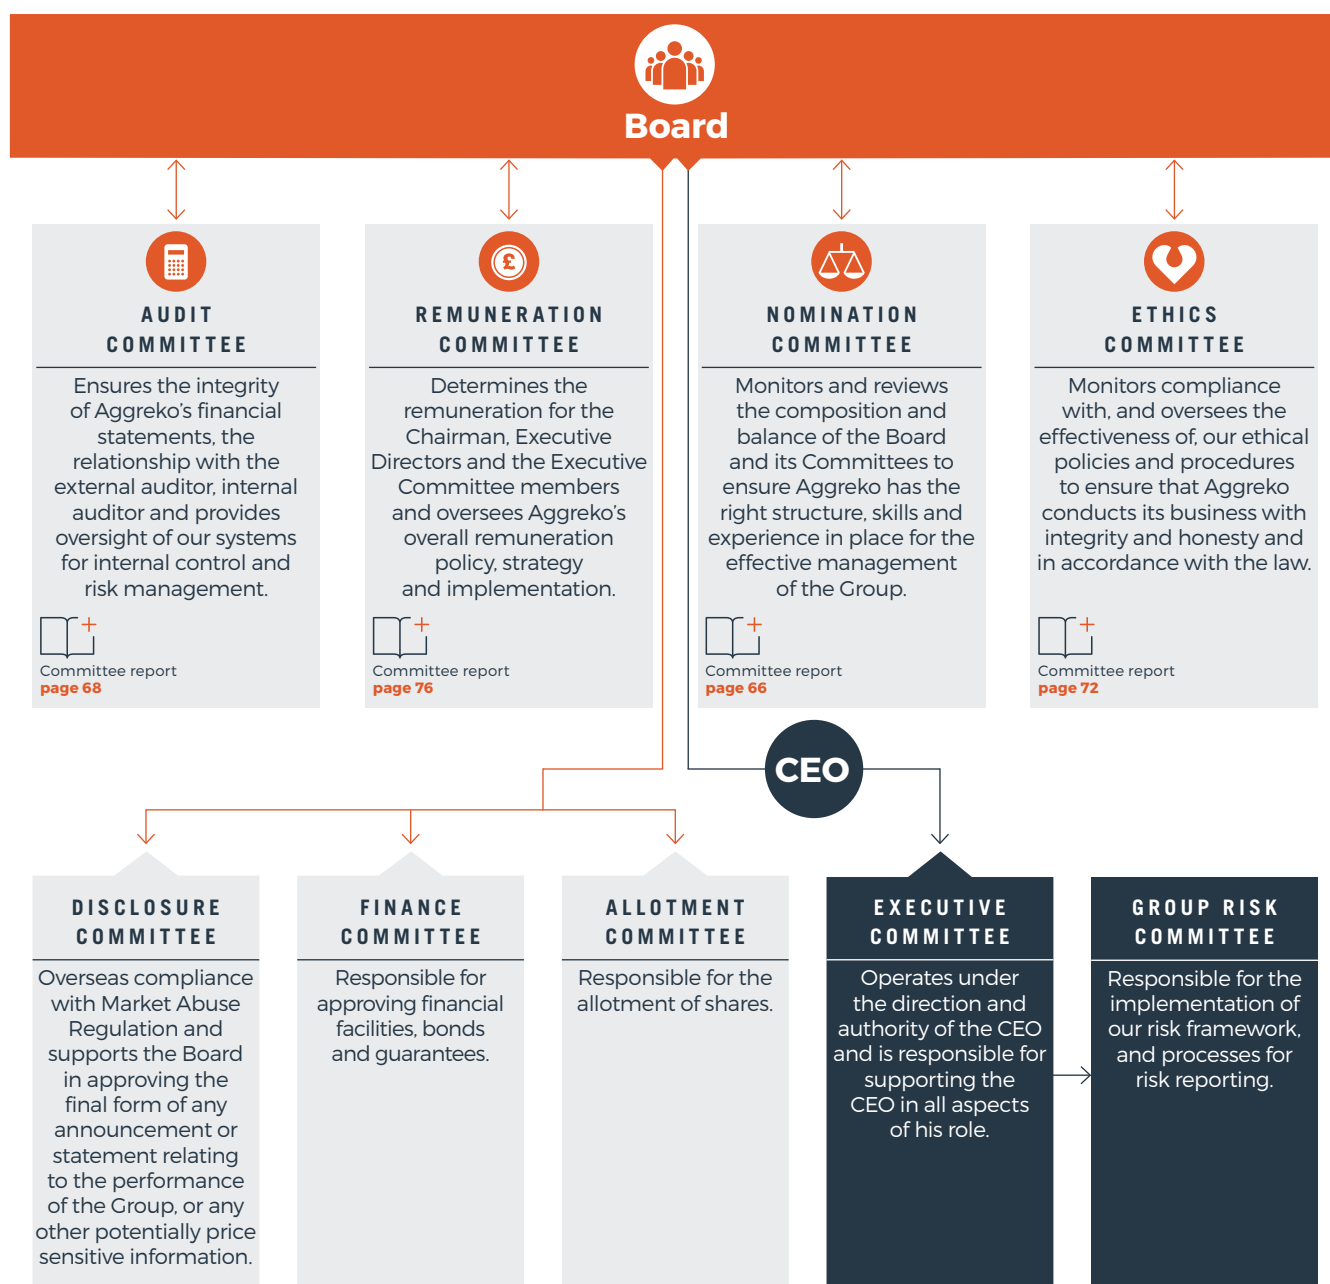 Board
AUDIT
COMMITTEE
Ensures the integrity
of Aggreko's financial
statements, the
relationship with the
external auditor, internal
auditor and provides
oversight of our systems
for internal control and
risk management.
Committee report
page 68
£
REMUNERATION
COMMITTEE
Determines the
remuneration for the
Chairman, Executive
Directors and the Executive
Committee members
and oversees Aggreko's
overall remuneration
policy, strategy
and implementation.
Committee report
page 76
NOMINATION
COMMITTEE
Monitors and reviews
the composition and
balance of the Board
and its Committees to
ensure Aggreko has the
right structure, skills and
experience in place for the
effective management
of the Group.
Committee report
page 66
ETHICS
COMMITTEE
Monitors compliance
with, and oversees the
effectiveness of, our ethical
policies and procedures
to ensure that Aggreko
conducts its business with
integrity and honesty and
in accordance with the law.
Committee report
page 72
CEO
DISCLOSURE
COMMITTEE
Overseas compliance
with Market Abuse
Regulation and
supports the Board
in approving the
final form of any
announcement or
statement relating
to the performance
of the Group, or any
other potentially price
sensitive information.
FINANCE
COMMITTEE
Responsible for
approving financial
facilities, bonds
and guarantees.
ALLOTMENT
COMMITTEE
Responsible for the
allotment of shares.
EXECUTIVE
COMMITTEE
Operates under
the direction and
authority of the CEO
and is responsible for
supporting the
CEO in all aspects
of his role.
GROUP RISK
COMMITTEE
Responsible for the
implementation of
our risk framework,
and processes for
risk reporting.